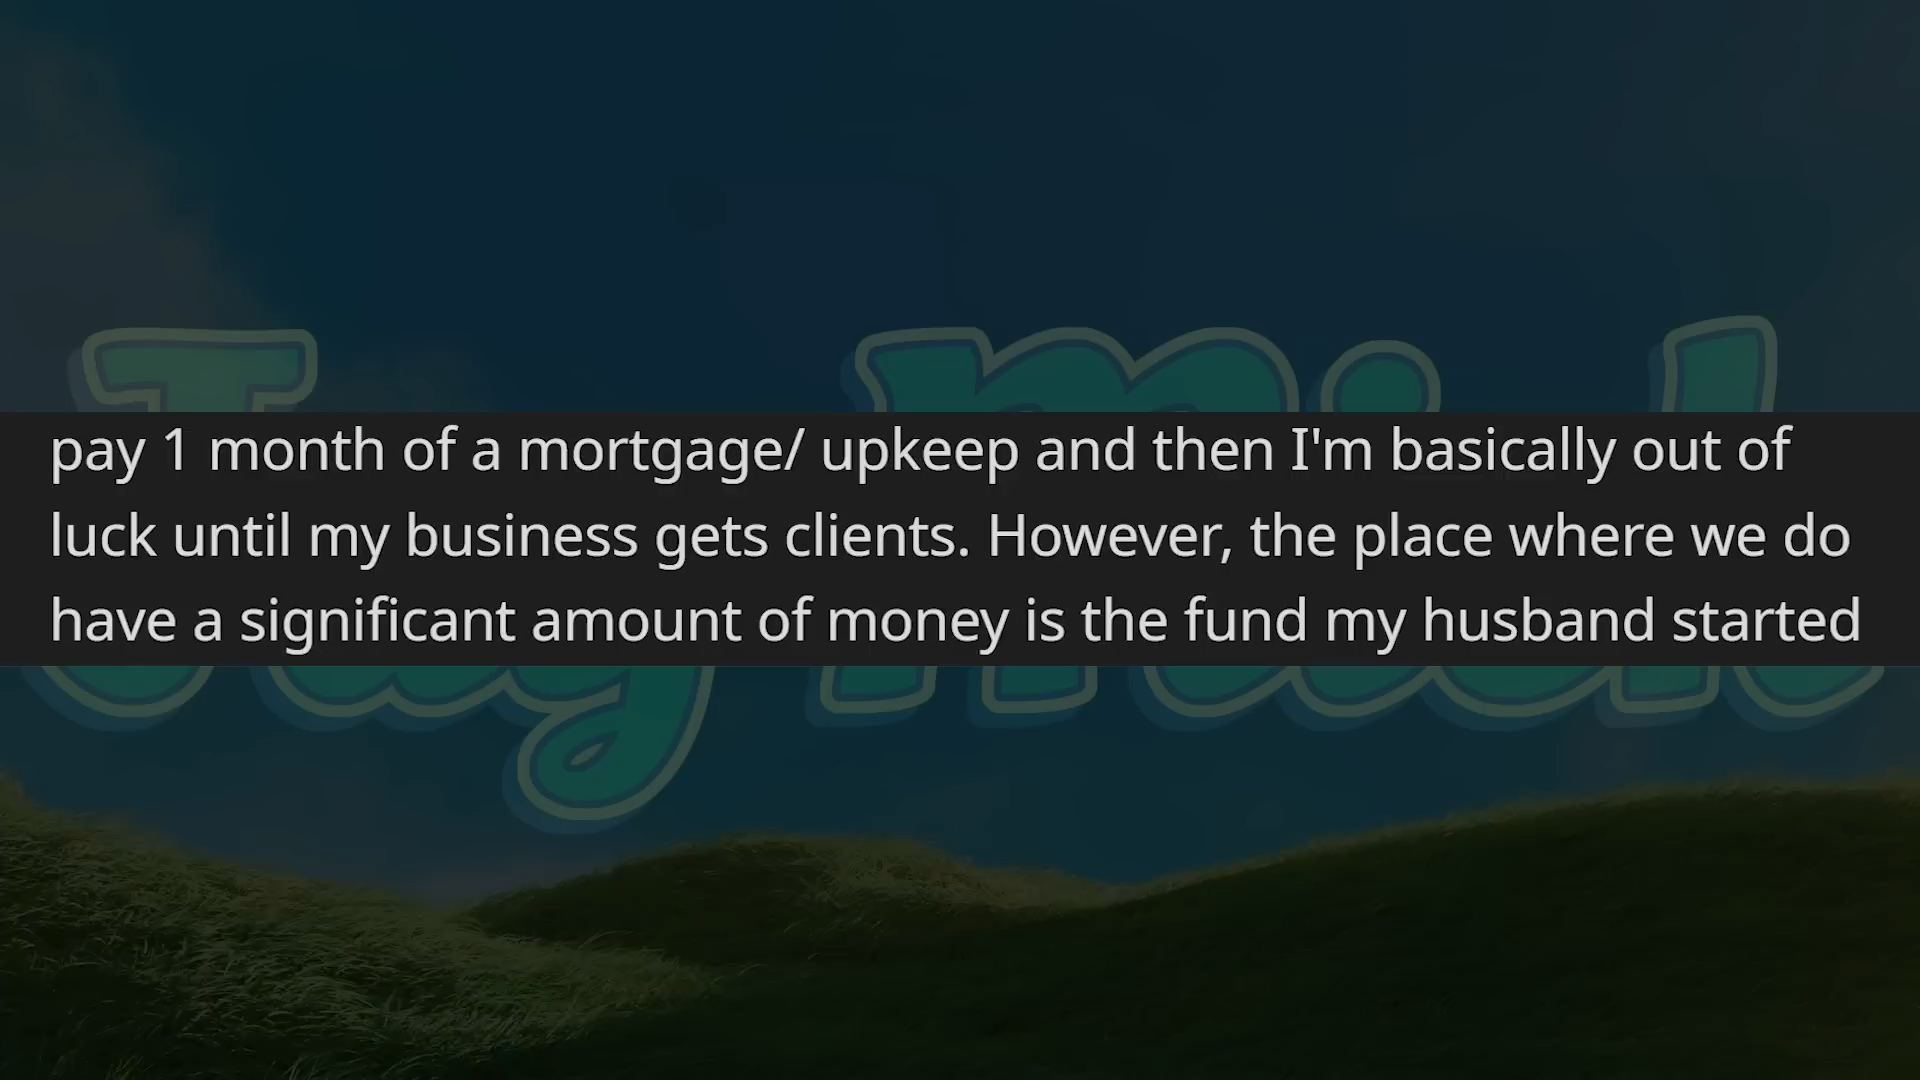 pay 1 month of a mortgage/ upkeep and then I'm basically out of
luck until my business gets clients. However, the place where we do
have a significant amount of money is the fund my husband started